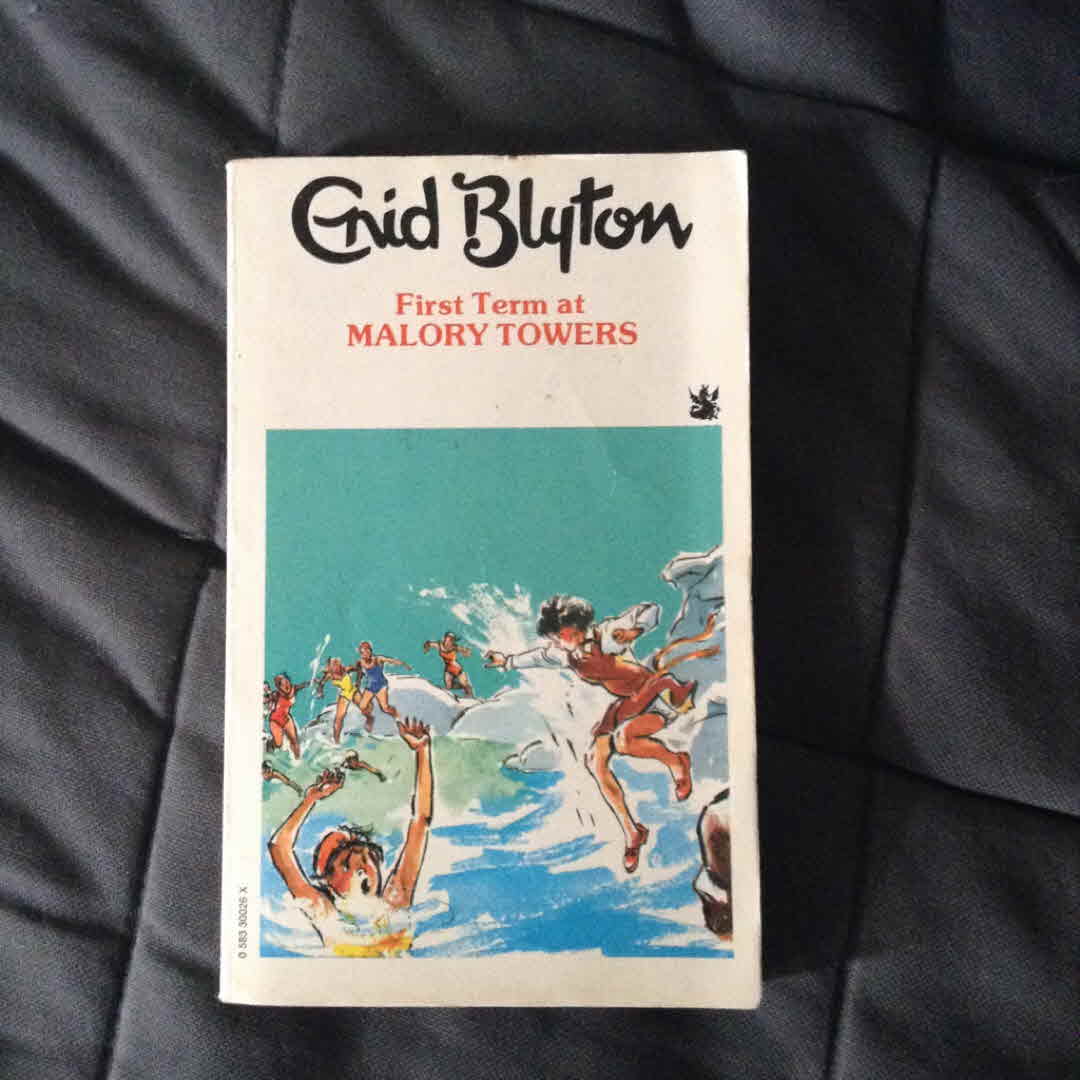 Enid Blyton
First Term at
MALORY TOWERS
0 583 30026 X